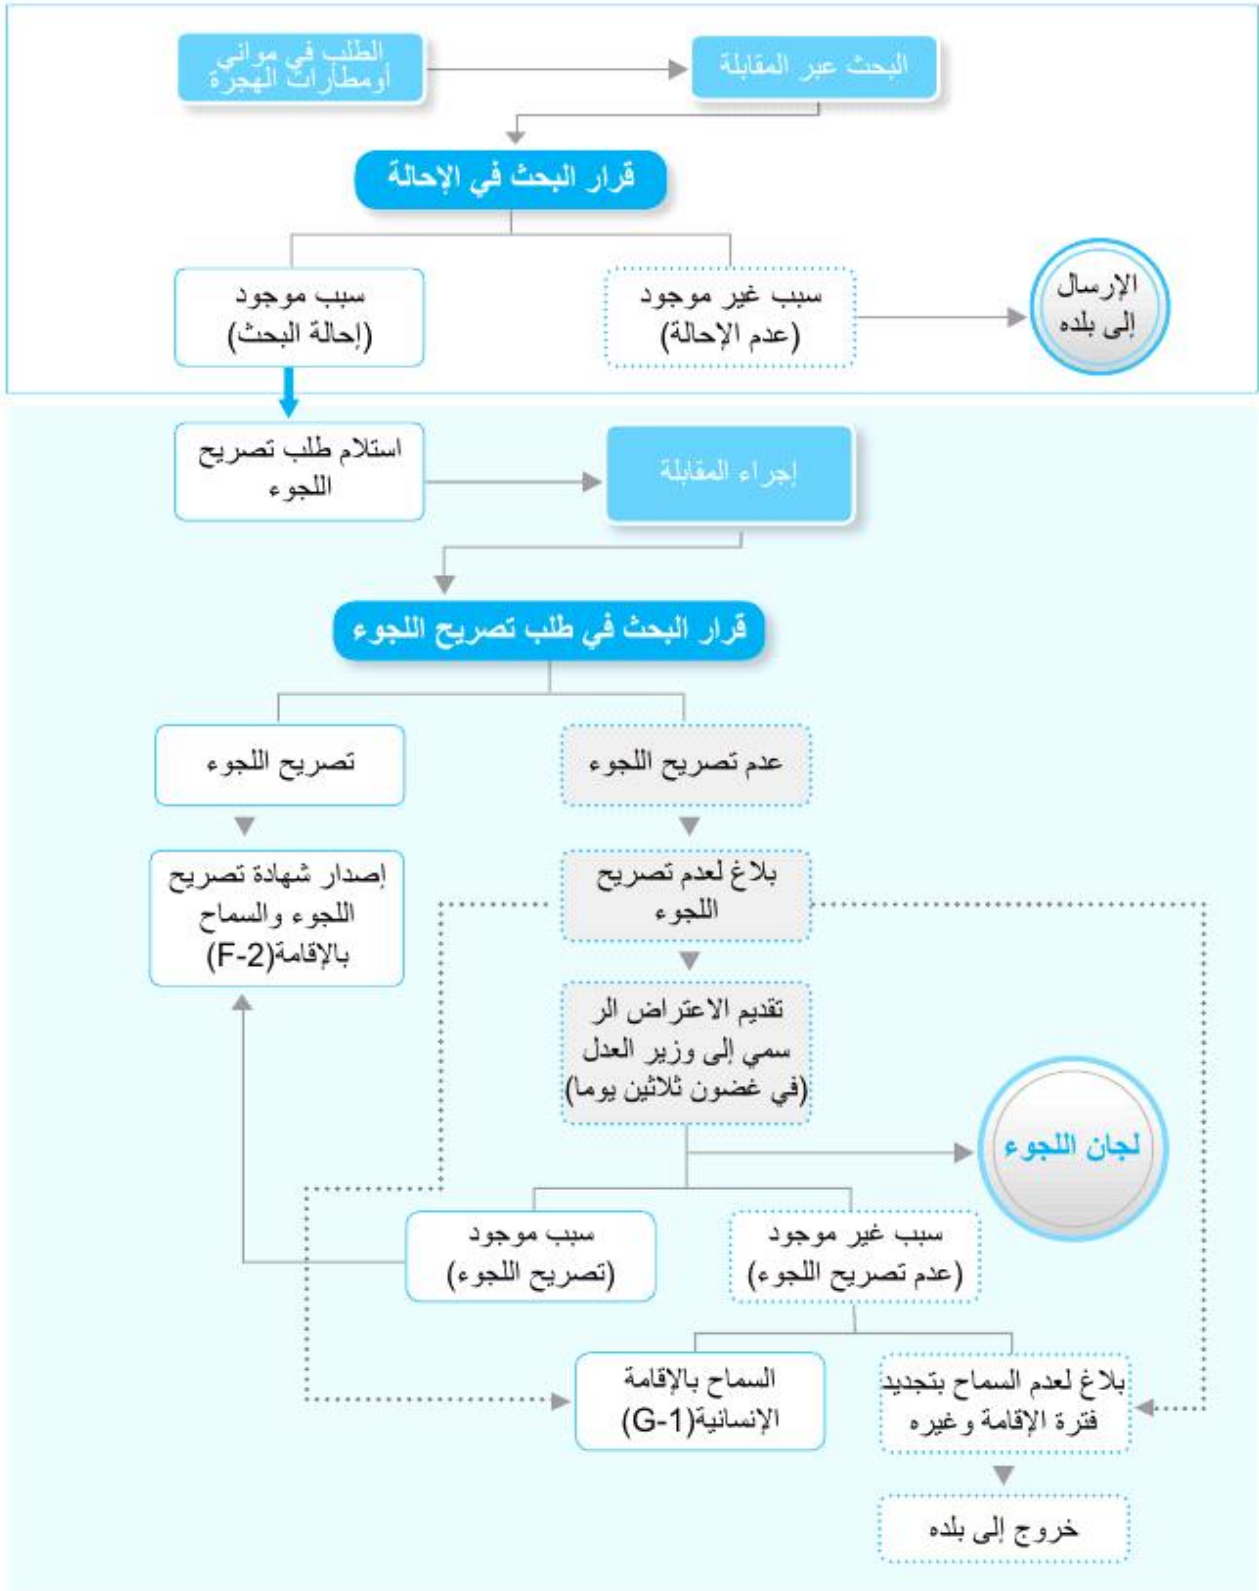 الطلب في مواني
أومطارات الهجرة
البحث عبر المقابلة
قرار البحث في الإحالة
سبب موجود
(إحالة البحث)
سبب غير موجود
(عدم الإحالة)
الإرسال
إلى بلده
استلام طلب تصريح
اللجوء
إجراء المقابلة
قرار البحث في طلب تصريح اللجوء
تصريح اللجوء
عدم تصريح اللجوء
إصدار شهادة تصريح
اللجوء والسماح
بالإقامة(F-2)
بلاغ لعدم تصريح
اللجوء
تقديم الاعتراض الر
سمي إلى وزير العدل
(في غضون ثلاثين يوما)
لجان اللجوء
سبب موجود
(تصريح اللجوء)
سبب غير موجود
(عدم تصريح اللجوء)
السماح بالإقامة
الإنسانية(G-1)
بلاغ لعدم السماح بتجديد
فترة الإقامة وغيره
خروج إلى بلده